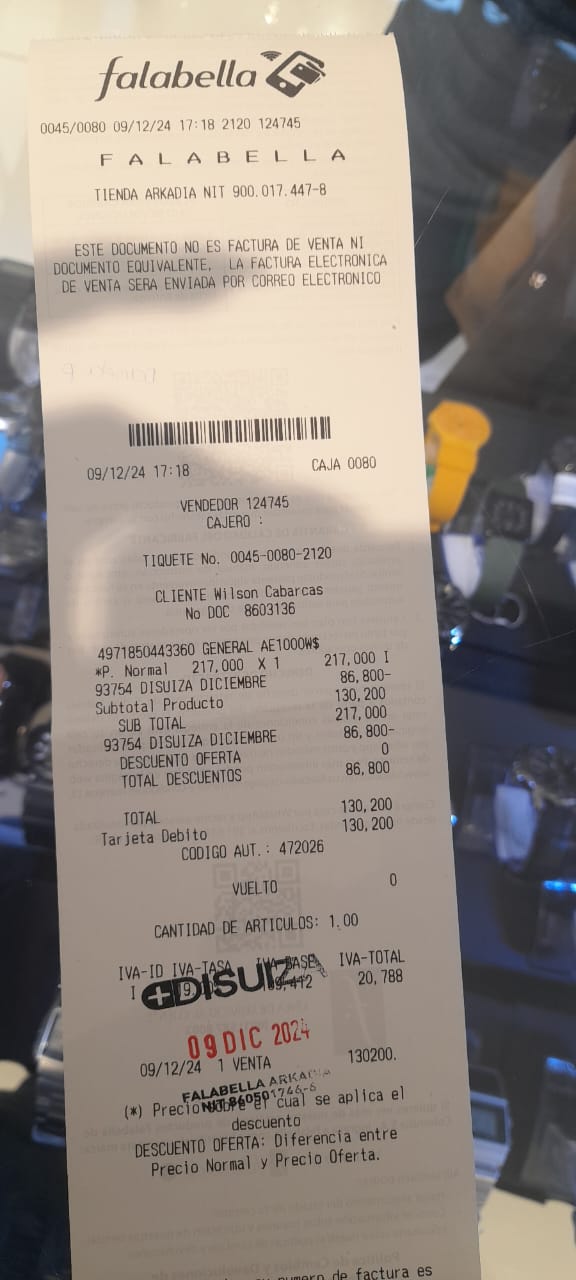 falabella
0045/0080 09/12/24 17:18 2120 124745
F A L A B E L L A
TIENDA ARKADIA NIT 900.017.447-8
ESTE DOCUMENTO NO ES FACTURA DE VENTA NI
DOCUMENTO EQUIVALENTE, LA FACTURA ELECTRONICA
DE VENTA SERA ENVIADA POR CORREO ELECTRONICO
09/12/24 17:18 CAJA 0080
VENDEDOR 124745
CAJERO :
TIQUETE No. 0045-0080-2120
CLIENTE Wilson Cabarcas
No DOC 8603136
4971850443360 GENERAL AE1000W$
*P. Normal 217,000 X 1 217,000 I
93754 DISUIZA DICIEMBRE 86,800-
Subtotal Producto 130,200
SUB TOTAL 217,000
93754 DISUIZA DICIEMBRE 86,800-
DESCUENTO OFERTA 0
TOTAL DESCUENTOS 86,800
TOTAL 130,200
Tarjeta Debito 130,200
CODIGO AUT.: 472026
VUELTO 0
CANTIDAD DE ARTICULOS: 1.00
IVA-ID IVA-TASA IVA-BASE IVA-TOTAL
I 20,788
DISUIZA
09 DIC 2024
09/12/24 1 VENTA 130200.
FALABELLA ARKADIA
(*) Precio sobre el cual se aplica el
descuento
DESCUENTO OFERTA: Diferencia entre
Precio Normal y Precio Oferta.
numero de factura es